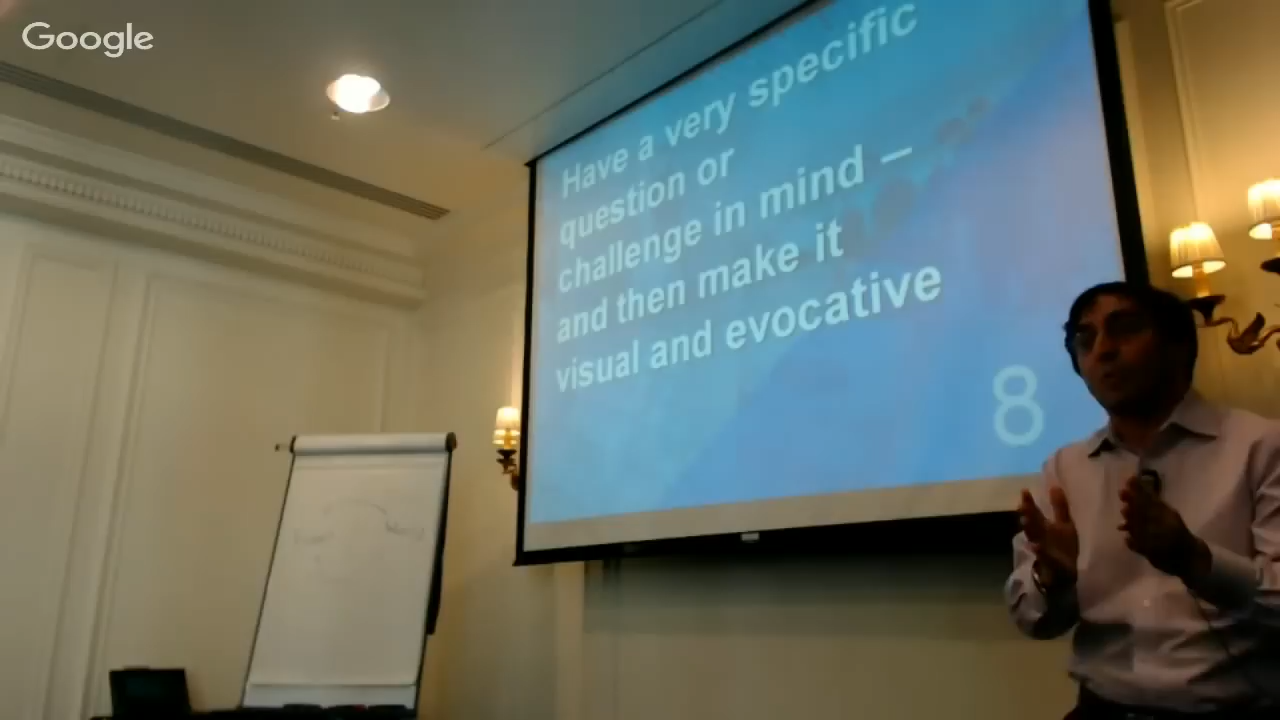 Google
Have a very specific
question or
challenge in mind –
and then make it
visual and evocative
8